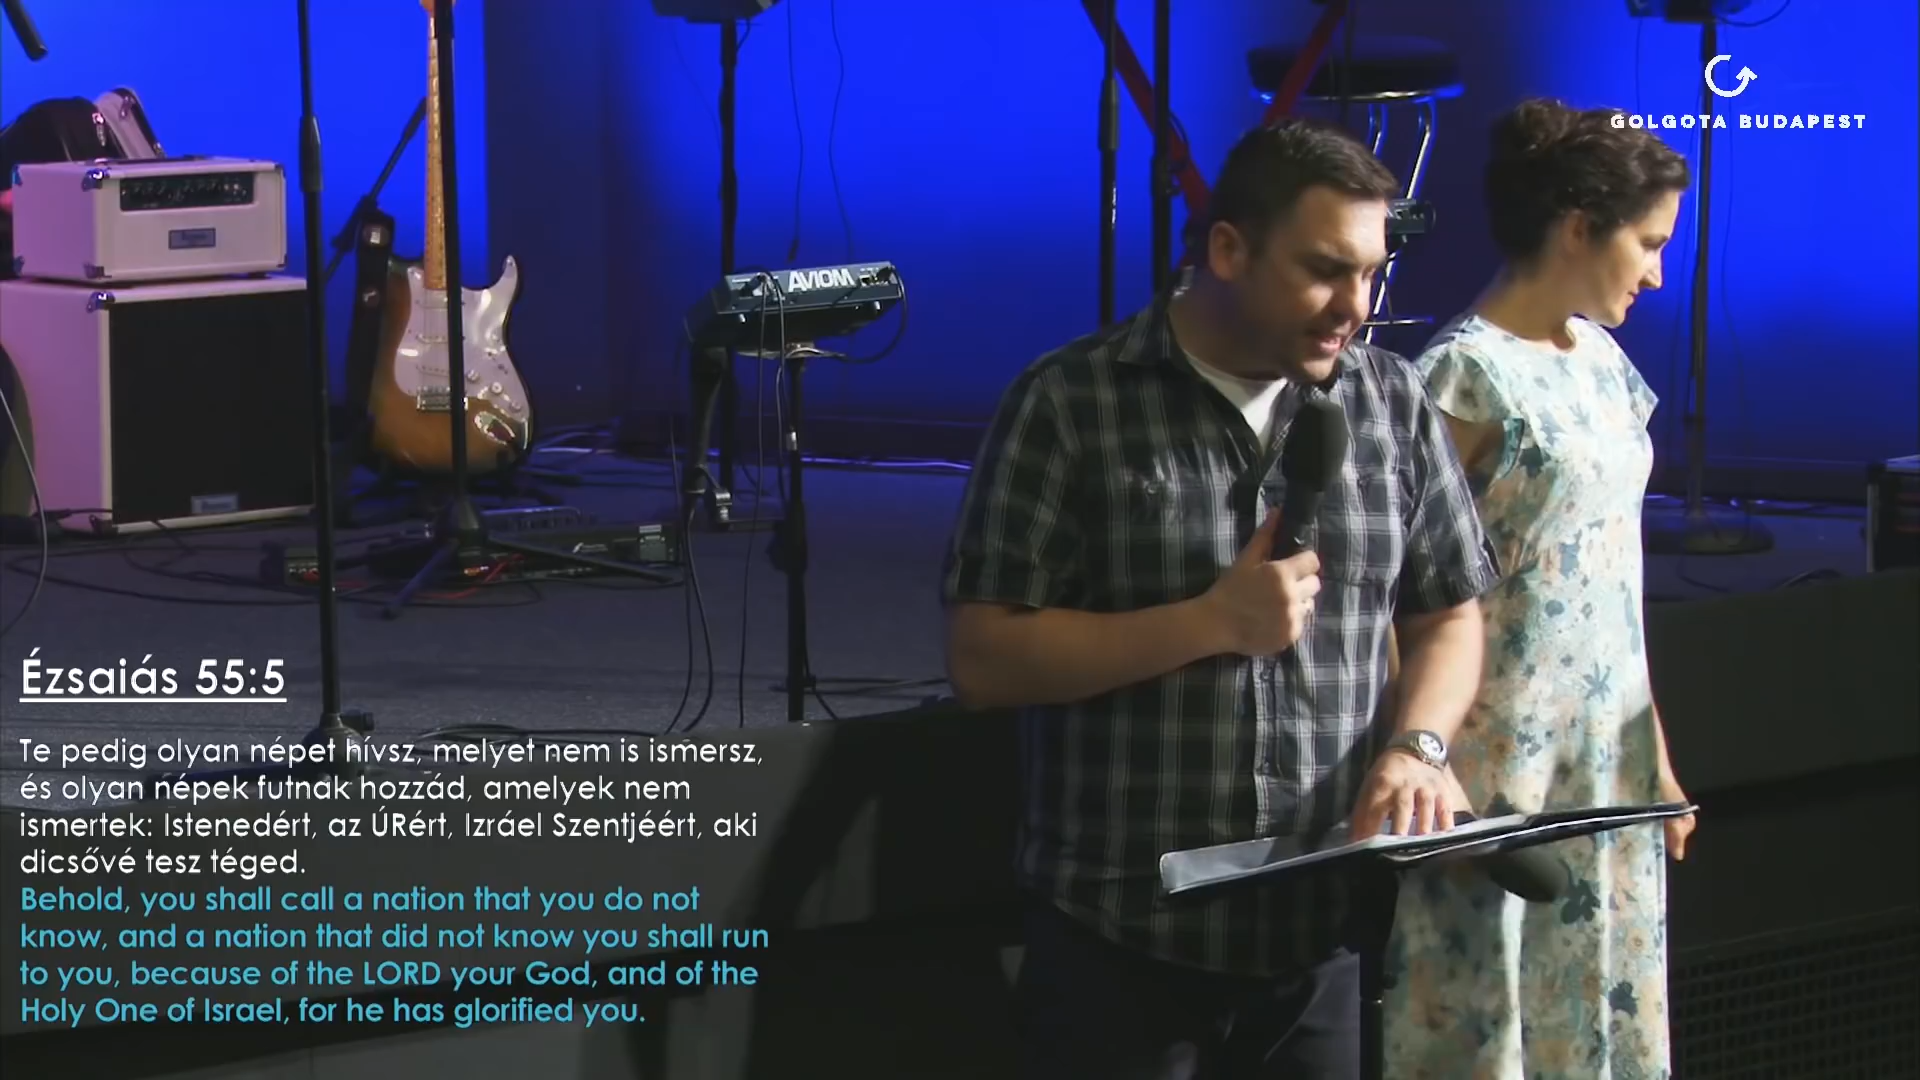 GOLGOTA BUDAPEST
AVIOM
Ézsaiás 55:5
Te pedig olyan népet hívsz, melyet nem is ismersz,
és olyan népek futnak hozzád, amelyek nem
ismertek: Istenedért, az ÚRért, Izráel Szentjéért, aki
dicsővé tesz téged.
Behold, you shall call a nation that you do not
know, and a nation that did not know you shall run
to you, because of the LORD your God, and of the
Holy One of Israel, for he has glorified you.